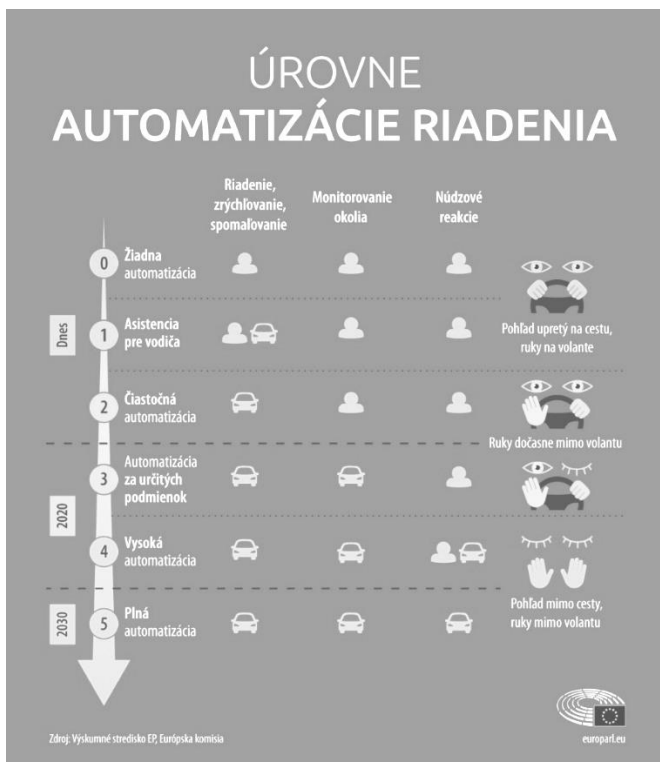 ÚROVNE
AUTOMATIZÁCIE RIADENIA
Riadenie,
zrýchľovanie,
spomaľovanie
Monitorovanie
okolia
Núdzové
reakcie
Dnes
0
Žiadna
automatizácia
1
Asistencia
pre vodiča
Pohľad upretý na cestu,
ruky na volante
2
Čiastočná
automatizácia
Ruky dočasne mimo volantu
2020
3
Automatizácia
za určitých
podmienok
4
Vysoká
automatizácia
Pohľad mimo cesty,
ruky mimo volantu
2030
5
Plná
automatizácia
Zdroj: Výskumné stredisko EP, Európska komisia
europarl.eu